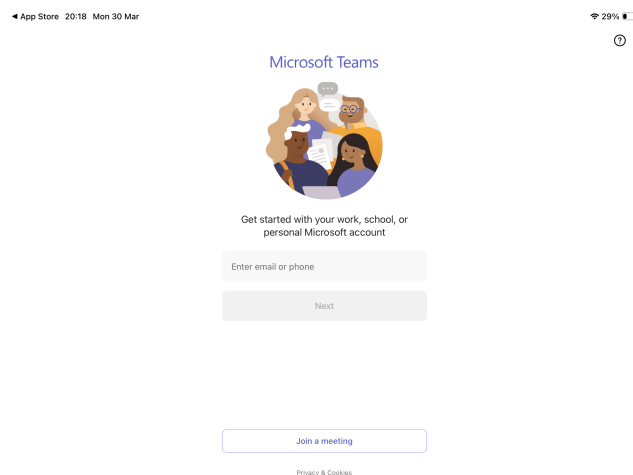 ◀ App Store 20:18 Mon 30 Mar 29%
Microsoft Teams
Get started with your work, school, or
personal Microsoft account
Enter email or phone
Next
Join a meeting
Privacy & Cookies